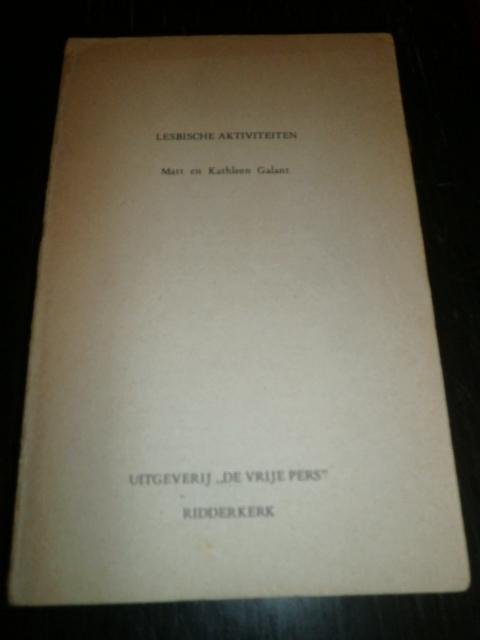 LESBISCHE AKTIVITEITEN
Matt en Kathleen Galant
UITGEVERIJ „DE VRIJE PERS”
RIDDERKERK